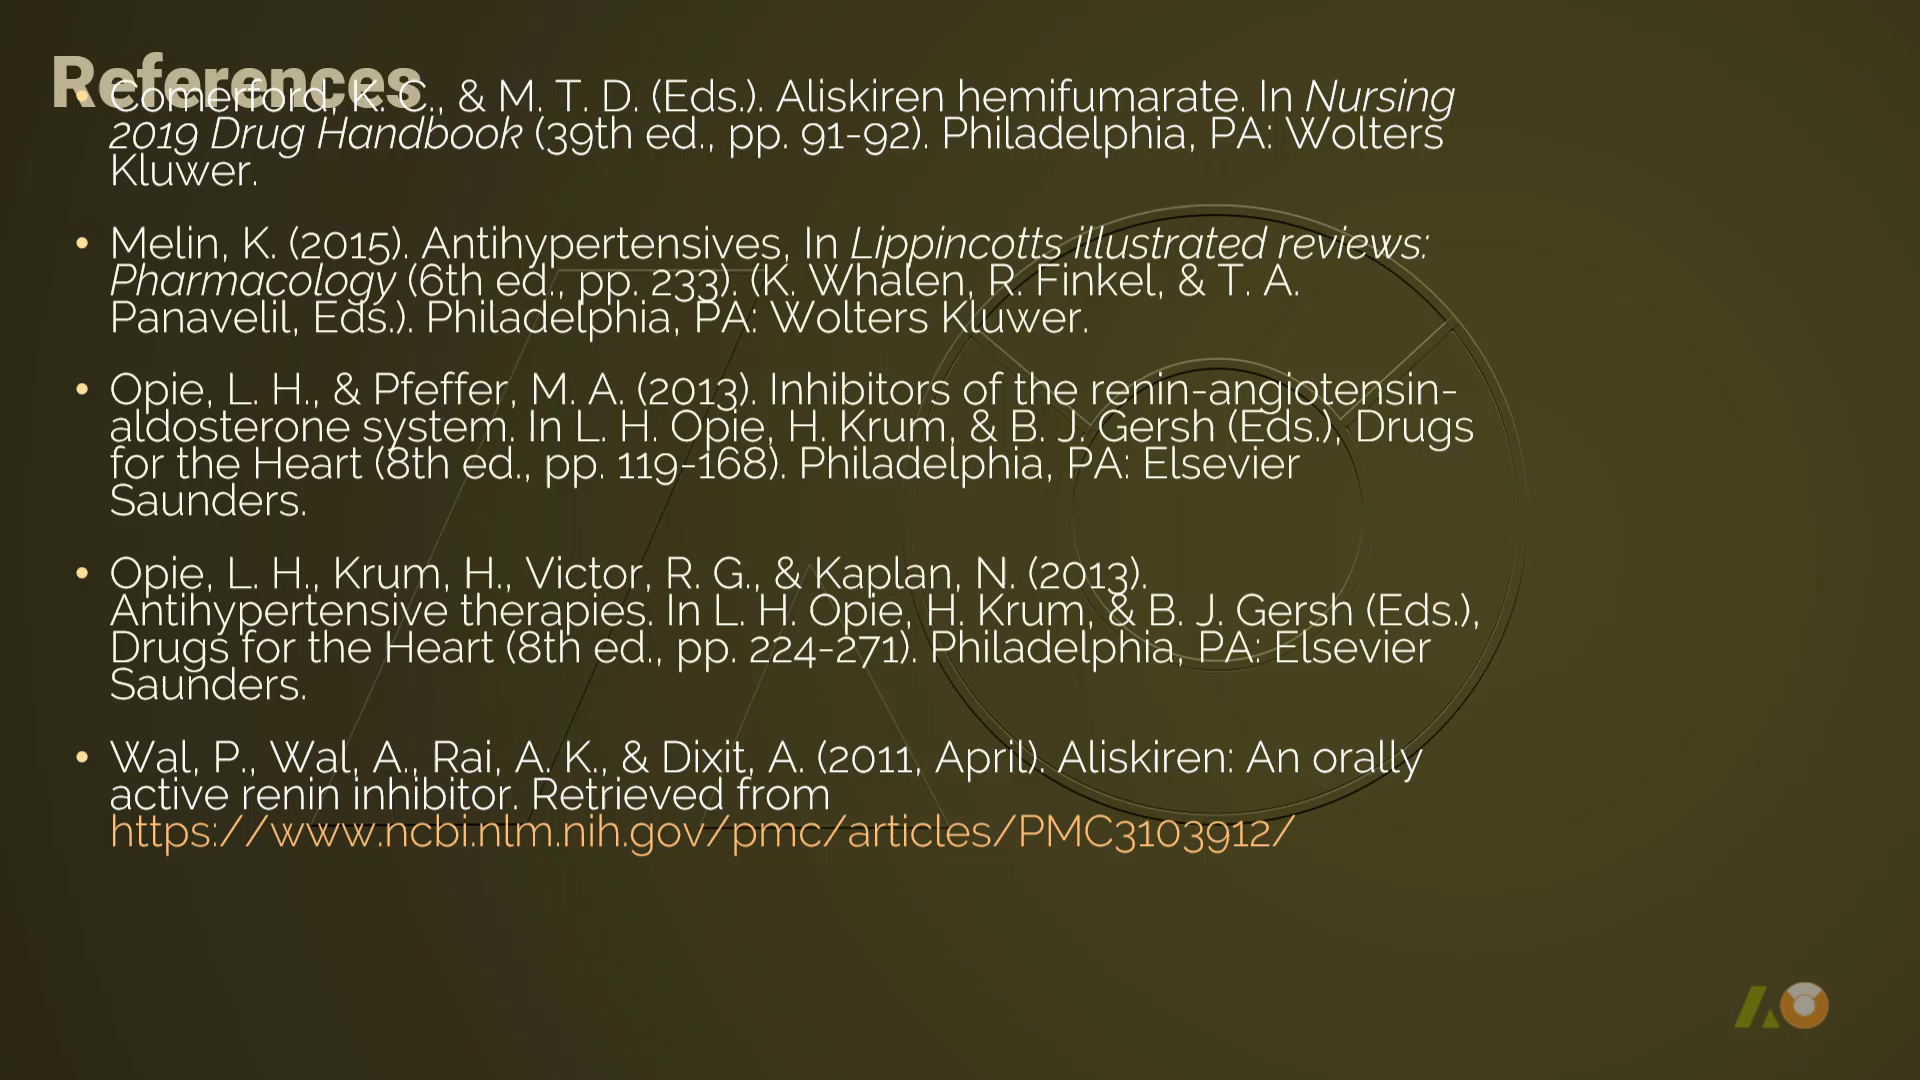 References
• Comerford, K. C., & M. T. D. (Eds.). Aliskiren hemifumarate. In Nursing
2019 Drug Handbook (39th ed., pp. 91-92). Philadelphia, PA: Wolters
Kluwer.
• Melin, K. (2015). Antihypertensives, In Lippincotts illustrated reviews:
Pharmacology (6th ed., pp. 233). (K. Whalen, R. Finkel, & T. A.
Panavelil, Eds.). Philadelphia, PA: Wolters Kluwer.
• Opie, L. H., & Pfeffer, M. A. (2013). Inhibitors of the renin-angiotensin-
aldosterone system. In L. H. Opie, H. Krum, & B. J. Gersh (Eds.), Drugs
for the Heart (8th ed., pp. 119-168). Philadelphia, PA: Elsevier
Saunders.
• Opie, L. H., Krum, H., Victor, R. G., & Kaplan, N. (2013).
Antihypertensive therapies. In L. H. Opie, H. Krum, & B. J. Gersh (Eds.),
Drugs for the Heart (8th ed., pp. 224-271). Philadelphia, PA: Elsevier
Saunders.
• Wal, P., Wal, A., Rai, A. K., & Dixit, A. (2011, April). Aliskiren: An orally
active renin inhibitor. Retrieved from
https://www.ncbi.nlm.nih.gov/pmc/articles/PMC3103912/